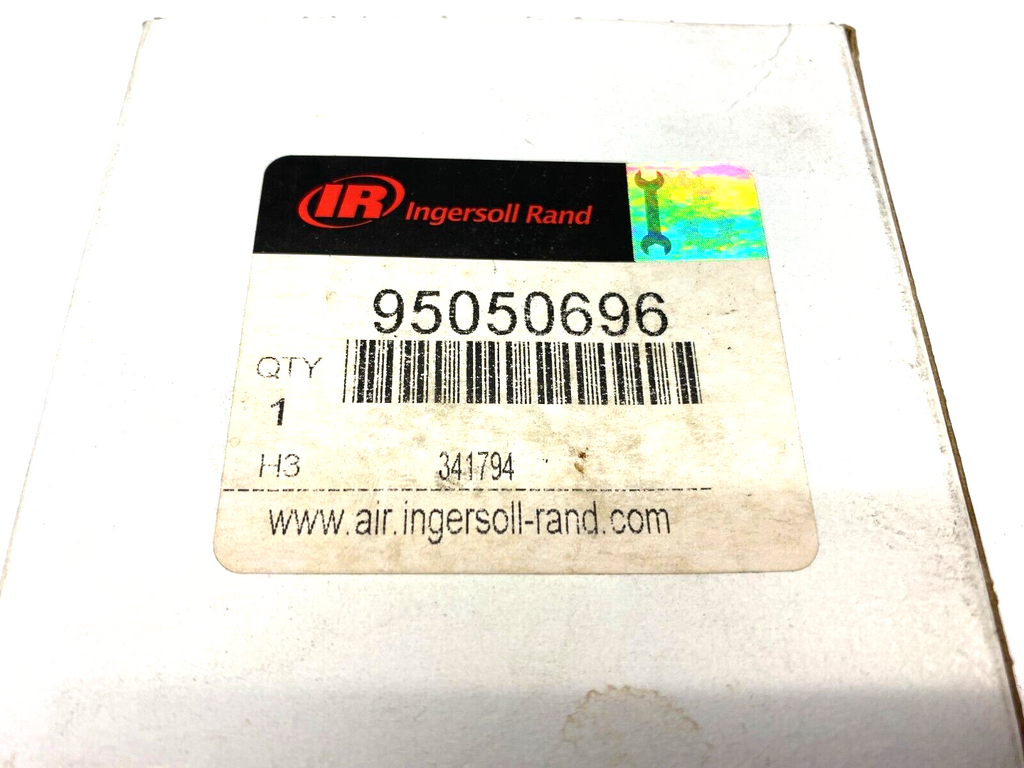 IR Ingersoll Rand
95050696
QTY
1
H3 341794
www.air.ingersoll-rand.com